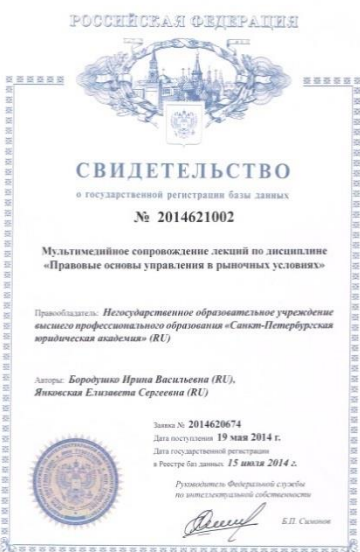 РОССИЙСКАЯ ФЕДЕРАЦИЯ
СВИДЕТЕЛЬСТВО
о государственной регистрации базы данных
№ 2014621002
Мультимедийное сопровождение лекций по дисциплине
«Правовые основы управления в рыночных условиях»
Правообладатель: Негосударственное образовательное учреждение
высшего профессионального образования «Санкт-Петербургская
юридическая академия» (RU)
Авторы: Бородушко Ирина Васильевна (RU),
Янковская Елизавета Сергеевна (RU)
Заявка № 2014620674
Дата поступления 19 мая 2014 г.
Дата государственной регистрации
в Реестре баз данных 15 июля 2014 г.
Руководитель Федеральной службы
по интеллектуальной собственности
Б.П. Симонов